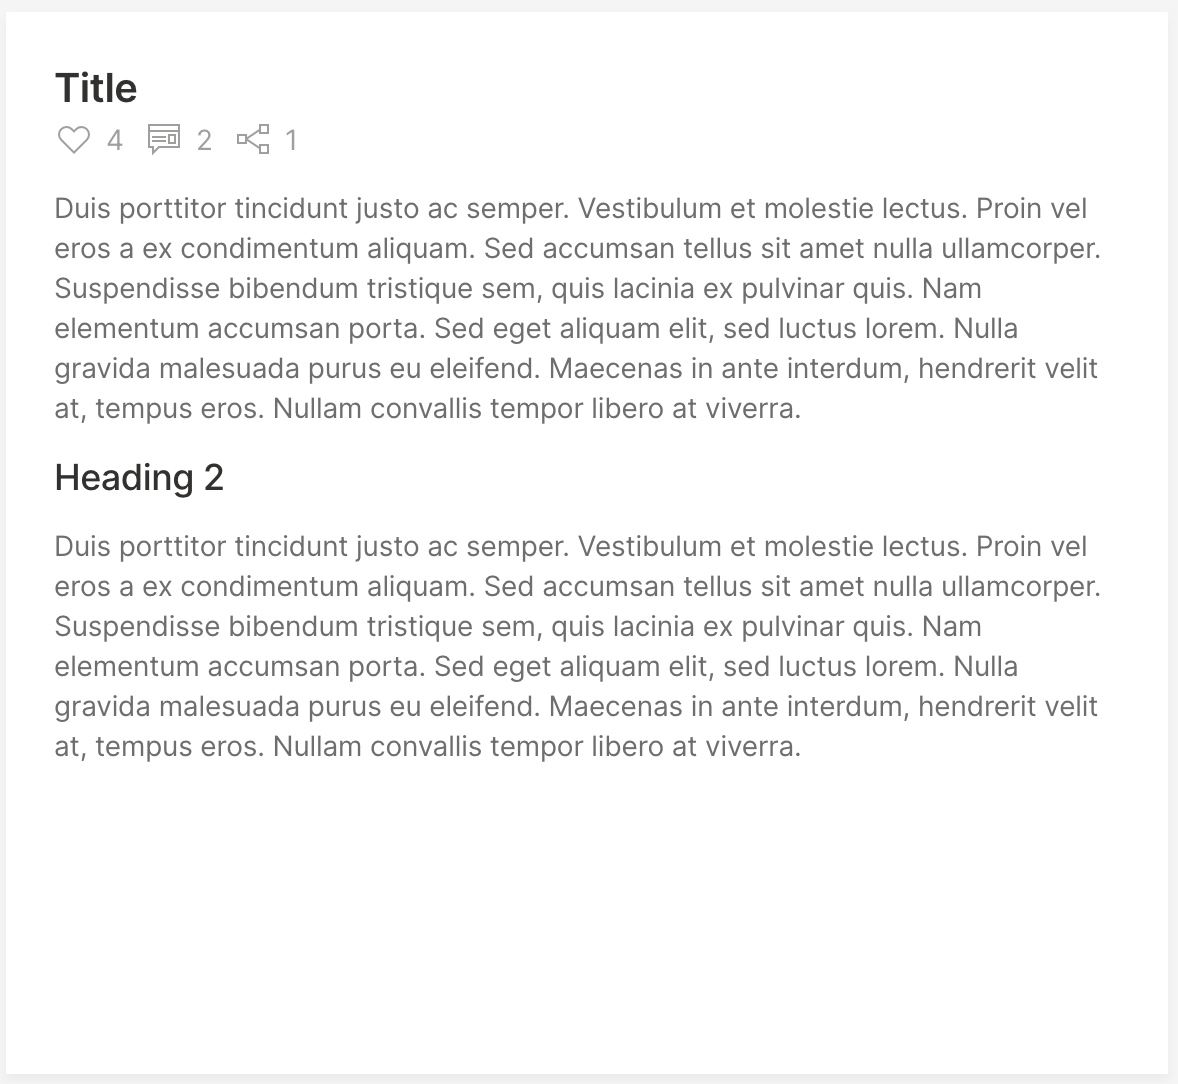 Title
4 2 1
Duis porttitor tincidunt justo ac semper. Vestibulum et molestie lectus. Proin vel
eros a ex condimentum aliquam. Sed accumsan tellus sit amet nulla ullamcorper.
Suspendisse bibendum tristique sem, quis lacinia ex pulvinar quis. Nam
elementum accumsan porta. Sed eget aliquam elit, sed luctus lorem. Nulla
gravida malesuada purus eu eleifend. Maecenas in ante interdum, hendrerit velit
at, tempus eros. Nullam convallis tempor libero at viverra.
Heading 2
Duis porttitor tincidunt justo ac semper. Vestibulum et molestie lectus. Proin vel
eros a ex condimentum aliquam. Sed accumsan tellus sit amet nulla ullamcorper.
Suspendisse bibendum tristique sem, quis lacinia ex pulvinar quis. Nam
elementum accumsan porta. Sed eget aliquam elit, sed luctus lorem. Nulla
gravida malesuada purus eu eleifend. Maecenas in ante interdum, hendrerit velit
at, tempus eros. Nullam convallis tempor libero at viverra.